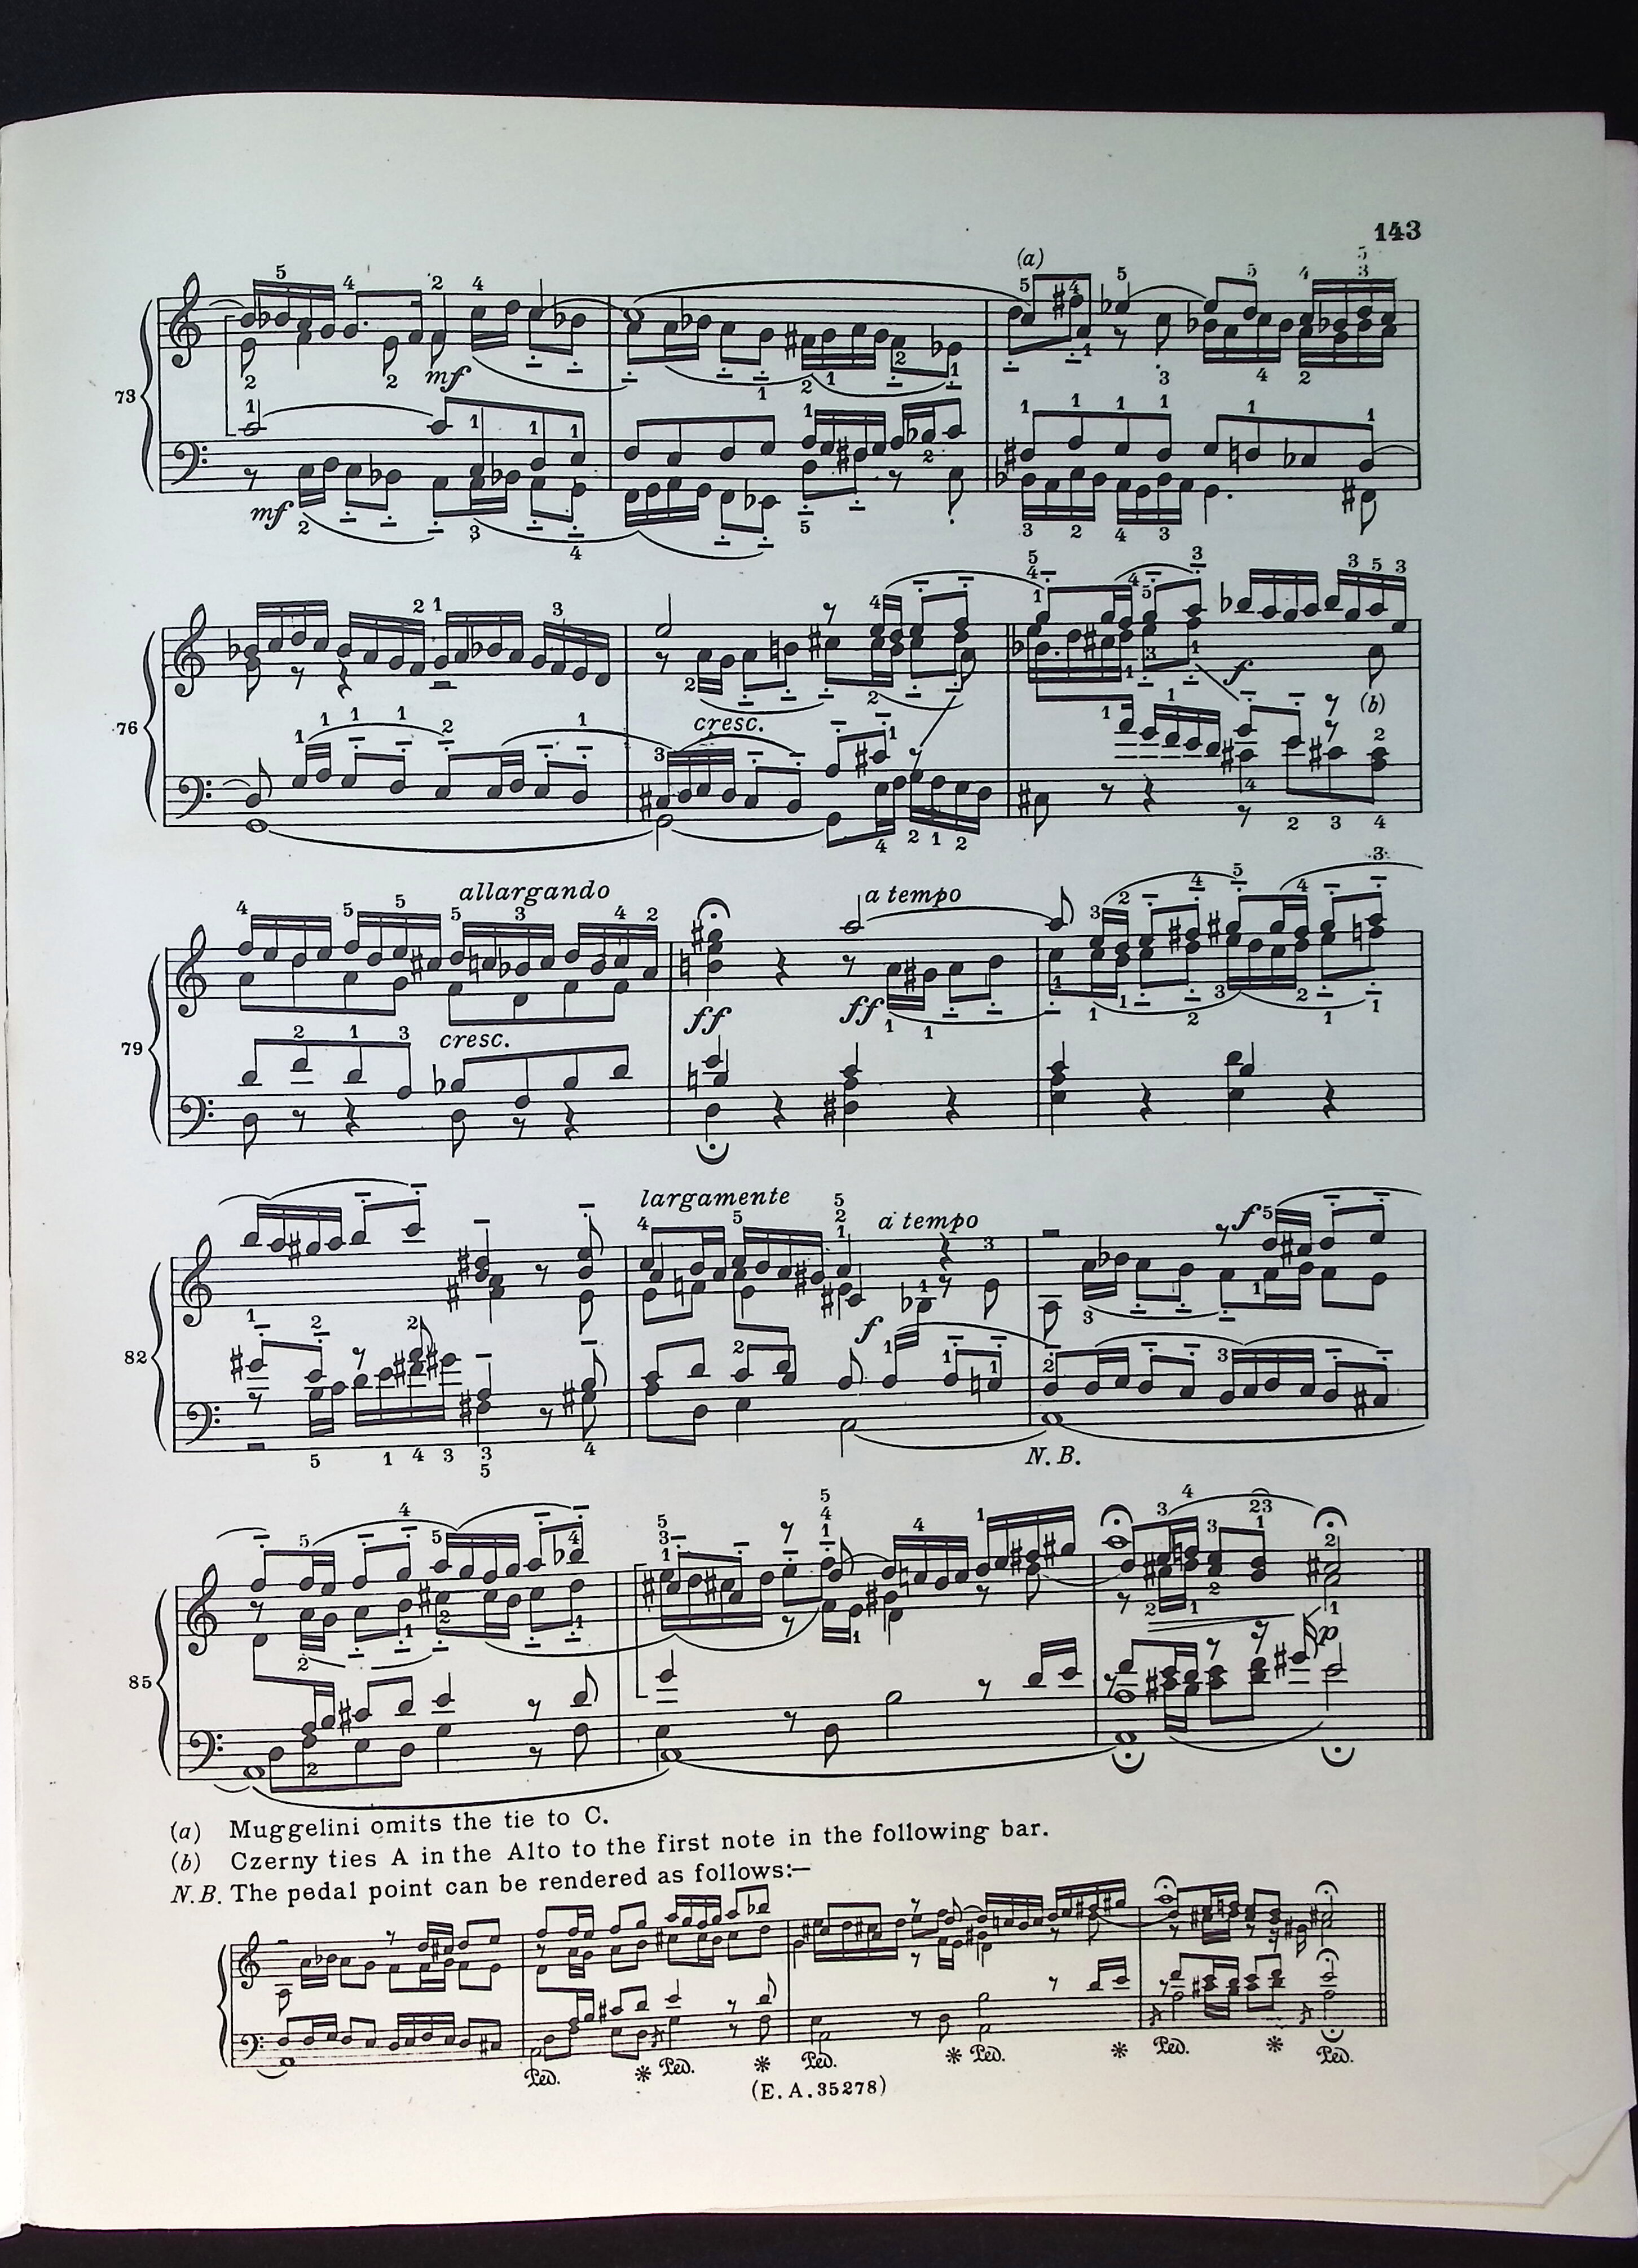 143
(a)
73
mf
mf
76
cresc.
f
(b)
allargando
a tempo
79
cresc.
ff
ff
largamente
a tempo
f
82
f
N.B.
85
(a) Muggelini omits the tie to C.
(b) Czerny ties A in the Alto to the first note in the following bar.
N.B. The pedal point can be rendered as follows:—
Ped. * Ped. * Ped. * Ped. * Ped. * Ped.
(E.A.35278)